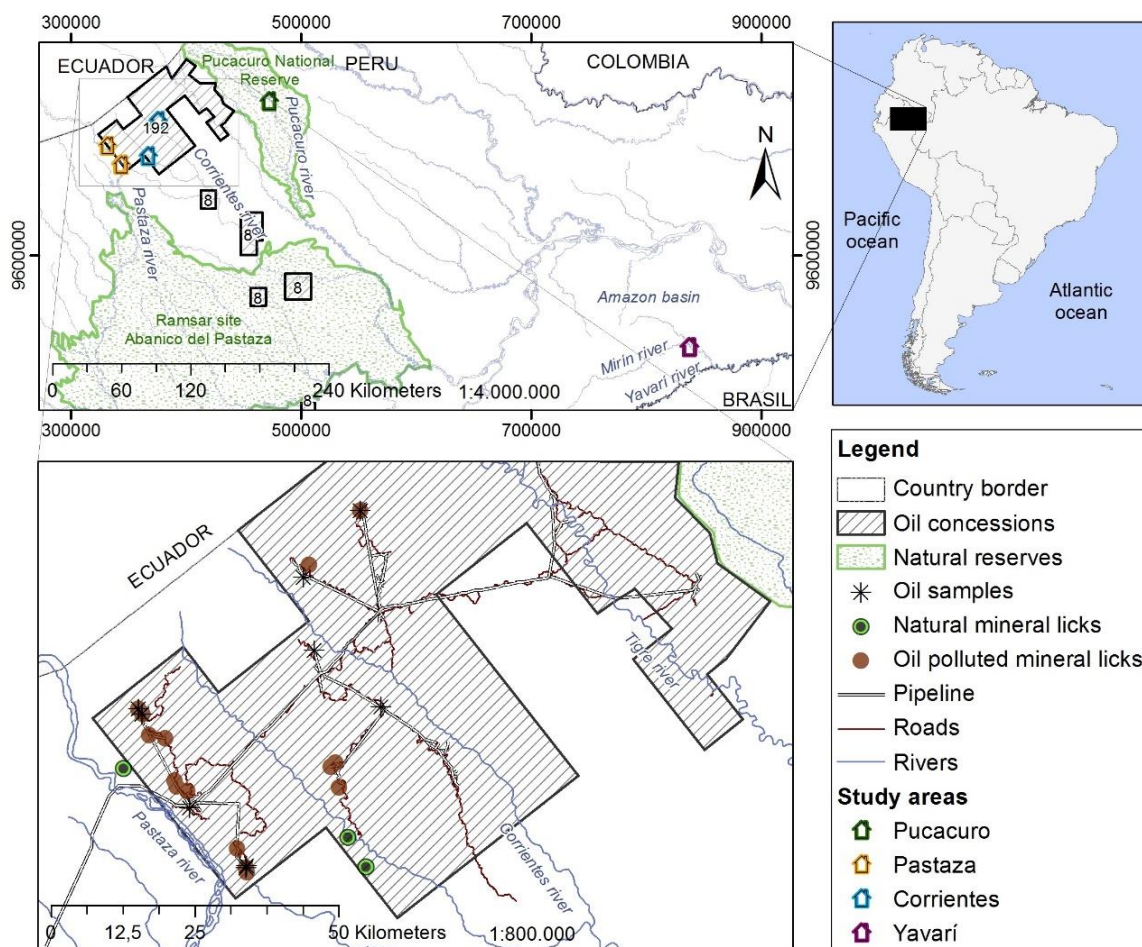 300000 500000 700000 900000
ECUADOR
Pucacuro National
Reserve
PERU
COLOMBIA
192
Pucacuro river
Corrientes river
Pastaza river
N
8
8
8
8
8
9600000
9600000
Ramsar site
Abanico del Pastaza
Amazon basin
Mirin river
Yavari river
BRASIL
0 60 120 240 Kilometers 1:4.000.000
300000 500000 700000 900000
Pacific
ocean
Atlantic
ocean
ECUADOR
Tigre river
Pastaza river
Corrientes river
0 12,5 25 50 Kilometers 1:800.000
Legend
Country border
Oil concessions
Natural reserves
Oil samples
Natural mineral licks
Oil polluted mineral licks
Pipeline
Roads
Rivers
Study areas
Pucacuro
Pastaza
Corrientes
Yavarí